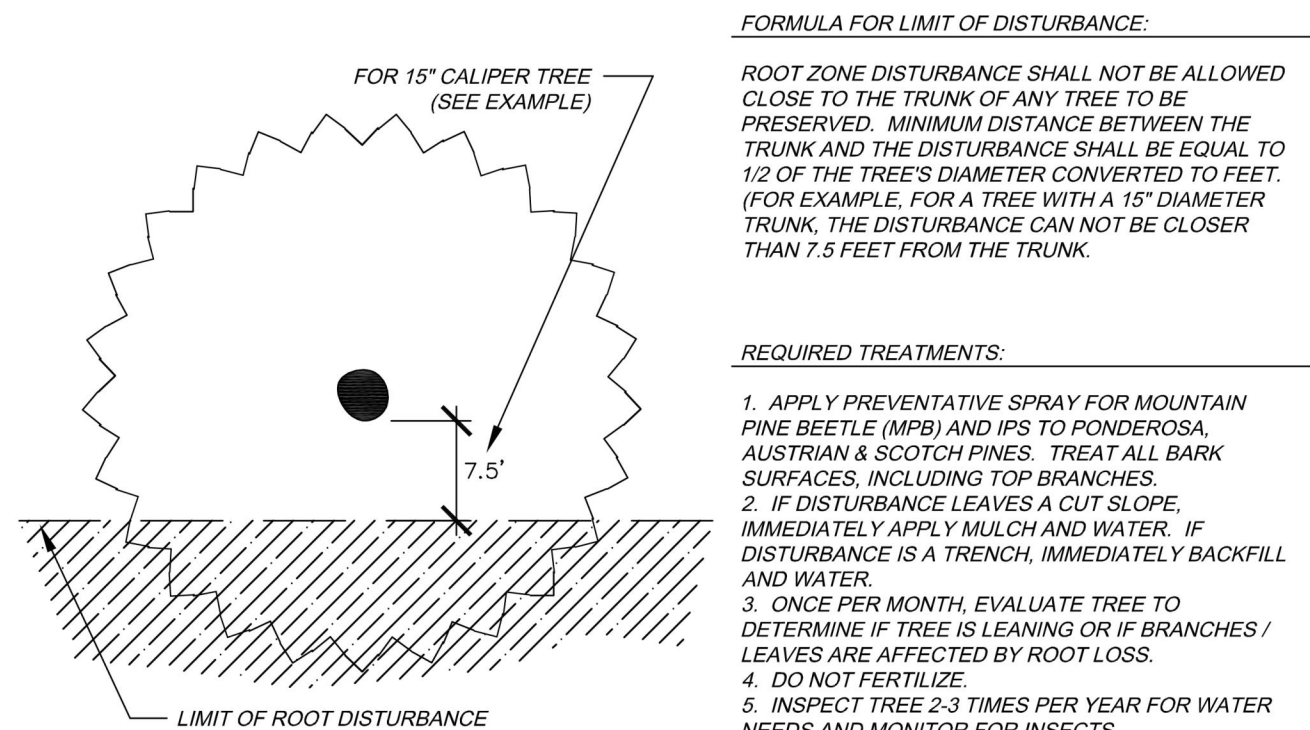 FOR 15" CALIPER TREE
(SEE EXAMPLE)
7.5'
LIMIT OF ROOT DISTURBANCE
FORMULA FOR LIMIT OF DISTURBANCE:
ROOT ZONE DISTURBANCE SHALL NOT BE ALLOWED
CLOSE TO THE TRUNK OF ANY TREE TO BE
PRESERVED. MINIMUM DISTANCE BETWEEN THE
TRUNK AND THE DISTURBANCE SHALL BE EQUAL TO
1/2 OF THE TREE'S DIAMETER CONVERTED TO FEET.
(FOR EXAMPLE, FOR A TREE WITH A 15" DIAMETER
TRUNK, THE DISTURBANCE CAN NOT BE CLOSER
THAN 7.5 FEET FROM THE TRUNK.
REQUIRED TREATMENTS:
1. APPLY PREVENTATIVE SPRAY FOR MOUNTAIN
PINE BEETLE (MPB) AND IPS TO PONDEROSA,
AUSTRIAN & SCOTCH PINES. TREAT ALL BARK
SURFACES, INCLUDING TOP BRANCHES.
2. IF DISTURBANCE LEAVES A CUT SLOPE,
IMMEDIATELY APPLY MULCH AND WATER. IF
DISTURBANCE IS A TRENCH, IMMEDIATELY BACKFILL
AND WATER.
3. ONCE PER MONTH, EVALUATE TREE TO
DETERMINE IF TREE IS LEANING OR IF BRANCHES /
LEAVES ARE AFFECTED BY ROOT LOSS.
4. DO NOT FERTILIZE.
5. INSPECT TREE 2-3 TIMES PER YEAR FOR WATER
NEEDS AND MONITOR FOR INSECTS